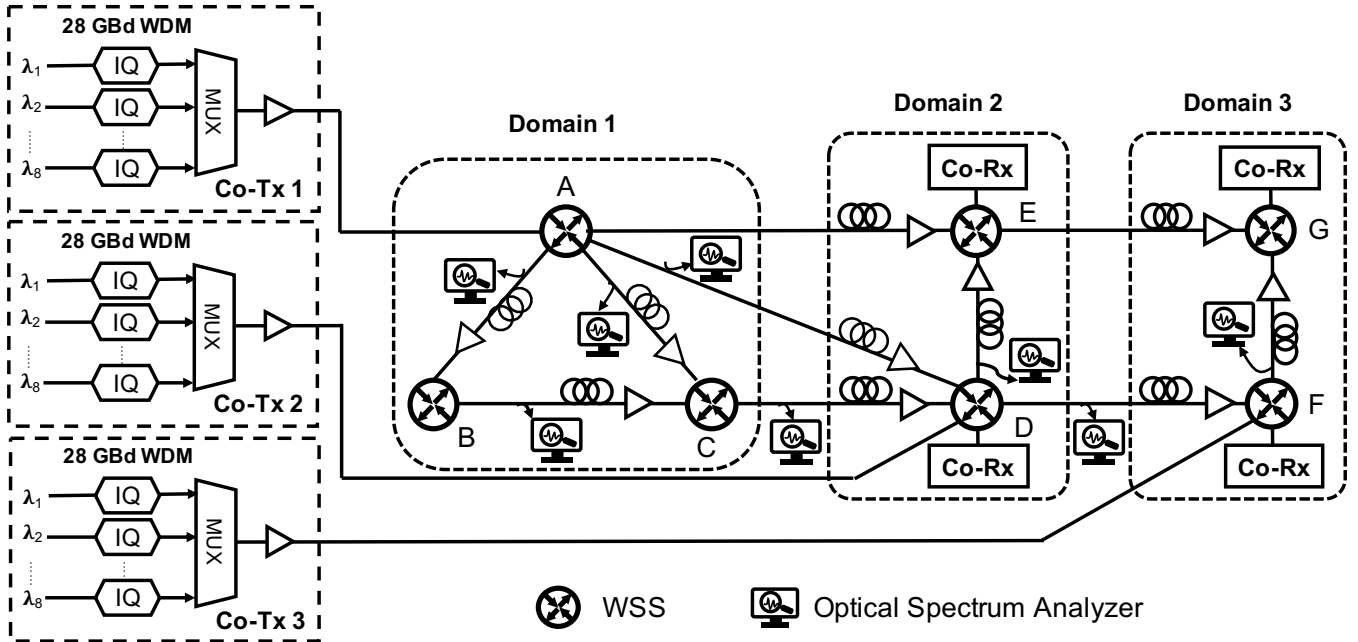 28 GBd WDM
λ1
IQ
λ2
IQ
λ8
IQ
MUX
Co-Tx 1
28 GBd WDM
λ1
IQ
λ2
IQ
λ8
IQ
MUX
Co-Tx 2
28 GBd WDM
λ1
IQ
λ2
IQ
λ8
IQ
MUX
Co-Tx 3
Domain 1
A
B
C
Domain 2
Co-Rx
E
D
Co-Rx
Domain 3
Co-Rx
G
F
Co-Rx
WSS
Optical Spectrum Analyzer